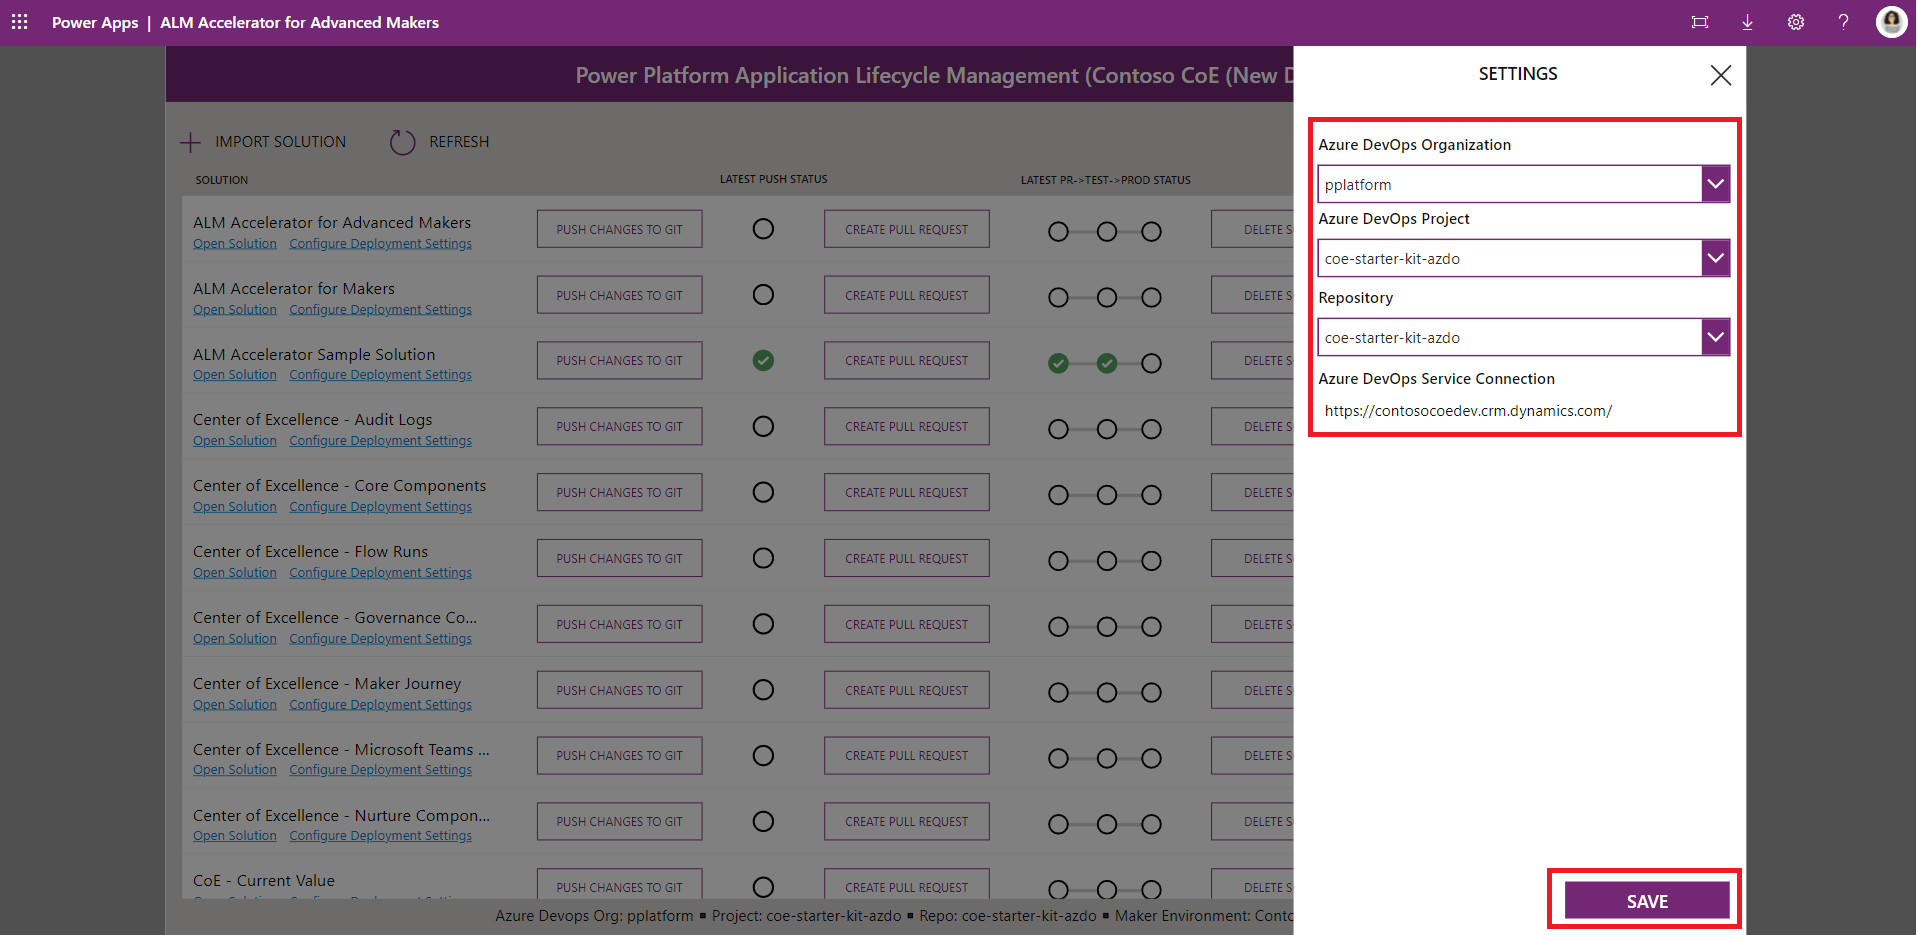 Power Apps | ALM Accelerator for Advanced Makers
?
Power Platform Application Lifecycle Management (Contoso CoE (New D
IMPORT SOLUTION REFRESH
SOLUTION LATEST PUSH STATUS LATEST PR->TEST->PROD STATUS
ALM Accelerator for Advanced Makers
Open Solution Configure Deployment Settings
PUSH CHANGES TO GIT CREATE PULL REQUEST DELETE S
ALM Accelerator for Makers
Open Solution Configure Deployment Settings
PUSH CHANGES TO GIT CREATE PULL REQUEST DELETE S
ALM Accelerator Sample Solution
Open Solution Configure Deployment Settings
PUSH CHANGES TO GIT CREATE PULL REQUEST DELETE S
Center of Excellence - Audit Logs
Open Solution Configure Deployment Settings
PUSH CHANGES TO GIT CREATE PULL REQUEST DELETE S
Center of Excellence - Core Components
Open Solution Configure Deployment Settings
PUSH CHANGES TO GIT CREATE PULL REQUEST DELETE S
Center of Excellence - Flow Runs
Open Solution Configure Deployment Settings
PUSH CHANGES TO GIT CREATE PULL REQUEST DELETE S
Center of Excellence - Governance Co...
Open Solution Configure Deployment Settings
PUSH CHANGES TO GIT CREATE PULL REQUEST DELETE S
Center of Excellence - Maker Journey
Open Solution Configure Deployment Settings
PUSH CHANGES TO GIT CREATE PULL REQUEST DELETE S
Center of Excellence - Microsoft Teams ...
Open Solution Configure Deployment Settings
PUSH CHANGES TO GIT CREATE PULL REQUEST DELETE S
Center of Excellence - Nurture Compon...
Open Solution Configure Deployment Settings
PUSH CHANGES TO GIT CREATE PULL REQUEST DELETE S
CoE - Current Value
PUSH CHANGES TO GIT CREATE PULL REQUEST DELETE S
Azure Devops Org: pplatform ▪ Project: coe-starter-kit-azdo ▪ Repo: coe-starter-kit-azdo ▪ Maker Environment: Conto
SETTINGS
Azure DevOps Organization
pplatform
Azure DevOps Project
coe-starter-kit-azdo
Repository
coe-starter-kit-azdo
Azure DevOps Service Connection
https://contosocoedev.crm.dynamics.com/
SAVE